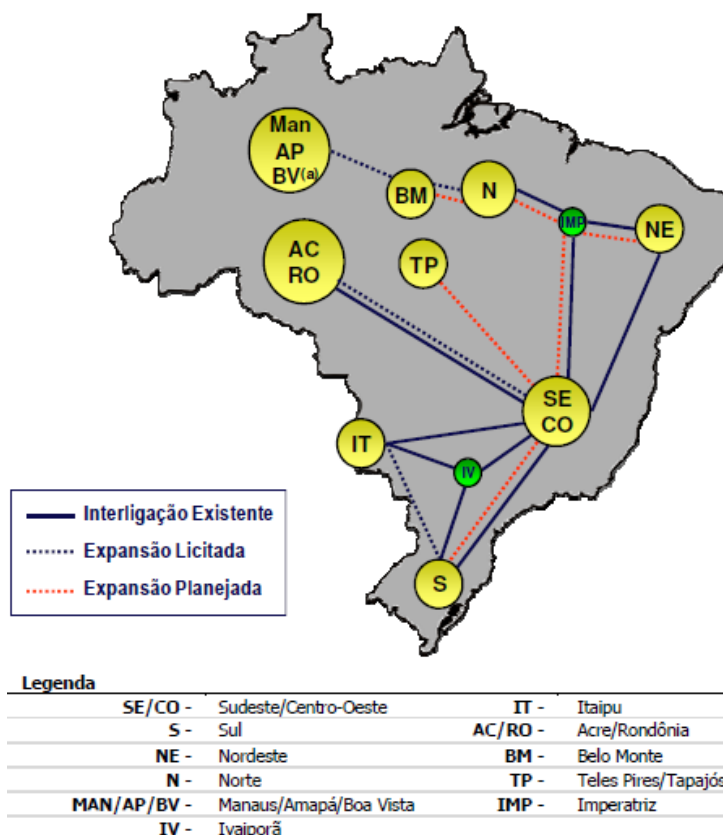 Man
AP
BV(a)
BM
N
IMP
NE
AC
RO
TP
SE
CO
IT
IV
S
Interligação Existente
Expansão Licitada
Expansão Planejada
Legenda
SE/CO - Sudeste/Centro-Oeste IT - Itaipu
S - Sul AC/RO - Acre/Rondônia
NE - Nordeste BM - Belo Monte
N - Norte TP - Teles Pires/Tapajós
MAN/AP/BV - Manaus/Amapá/Boa Vista IMP - Imperatriz
IV - Ivaiporã